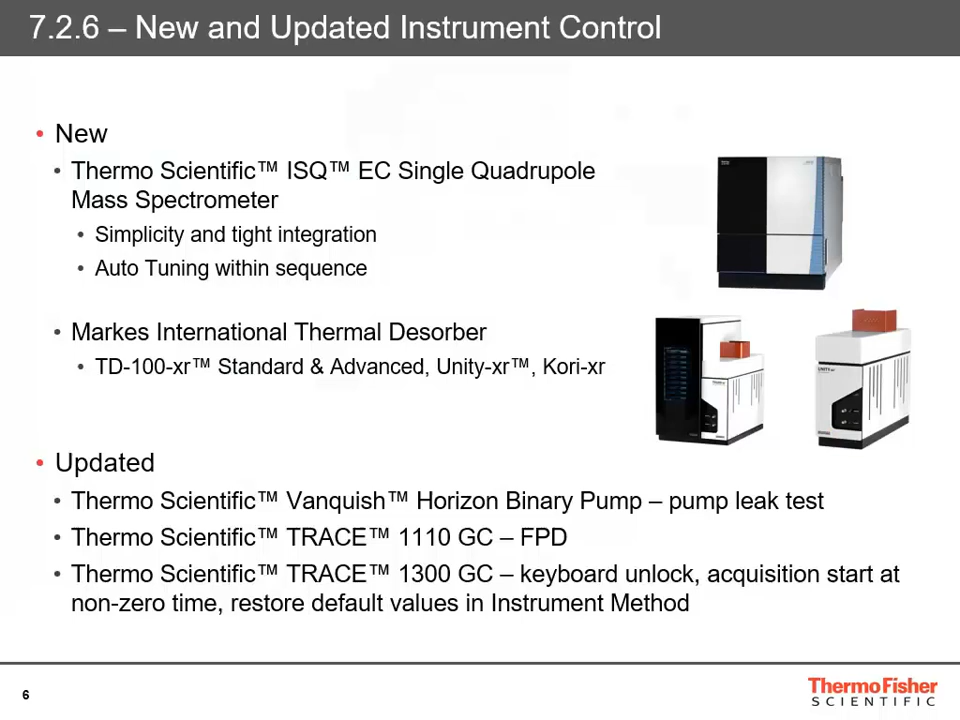 7.2.6 – New and Updated Instrument Control
• New
• Thermo Scientific™ ISQ™ EC Single Quadrupole
Mass Spectrometer
• Simplicity and tight integration
• Auto Tuning within sequence
• Markes International Thermal Desorber
• TD-100-xr™ Standard & Advanced, Unity-xr™, Kori-xr
• Updated
• Thermo Scientific™ Vanquish™ Horizon Binary Pump – pump leak test
• Thermo Scientific™ TRACE™ 1110 GC – FPD
• Thermo Scientific™ TRACE™ 1300 GC – keyboard unlock, acquisition start at
non-zero time, restore default values in Instrument Method
6
ThermoFisher
SCIENTIFIC